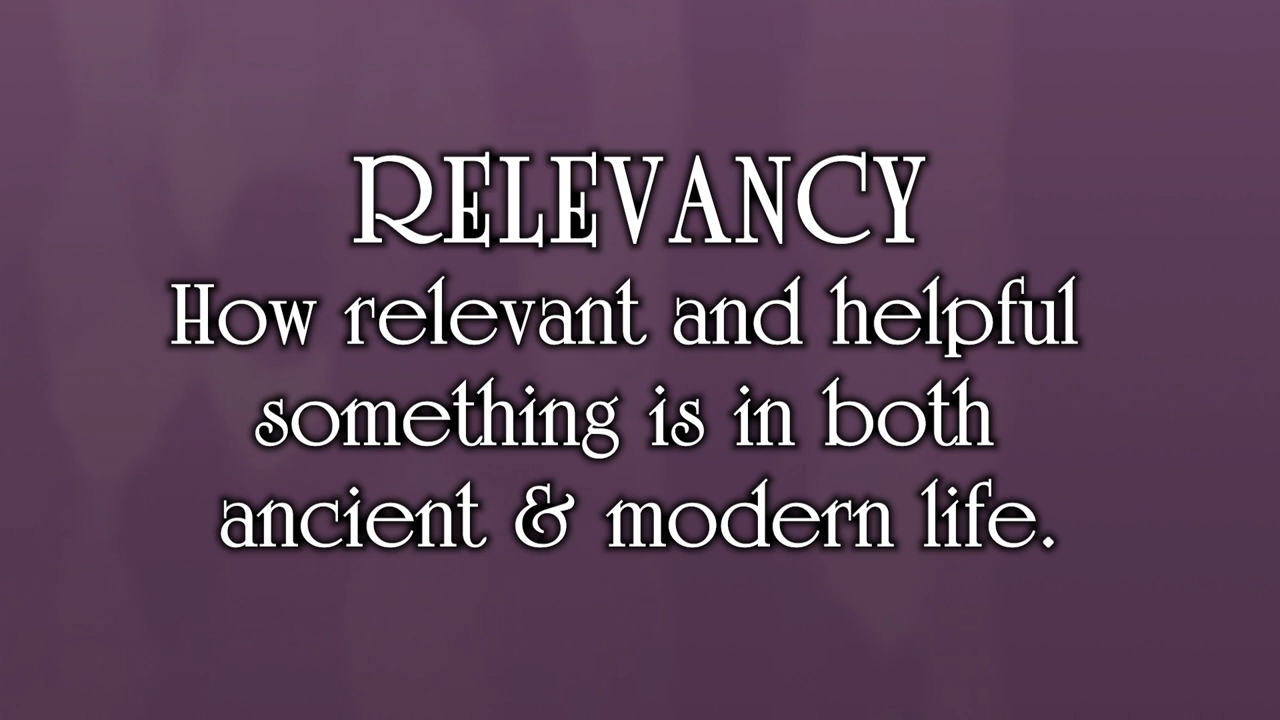 RELEVANCY
How relevant and helpful
something is in both
ancient & modern life.